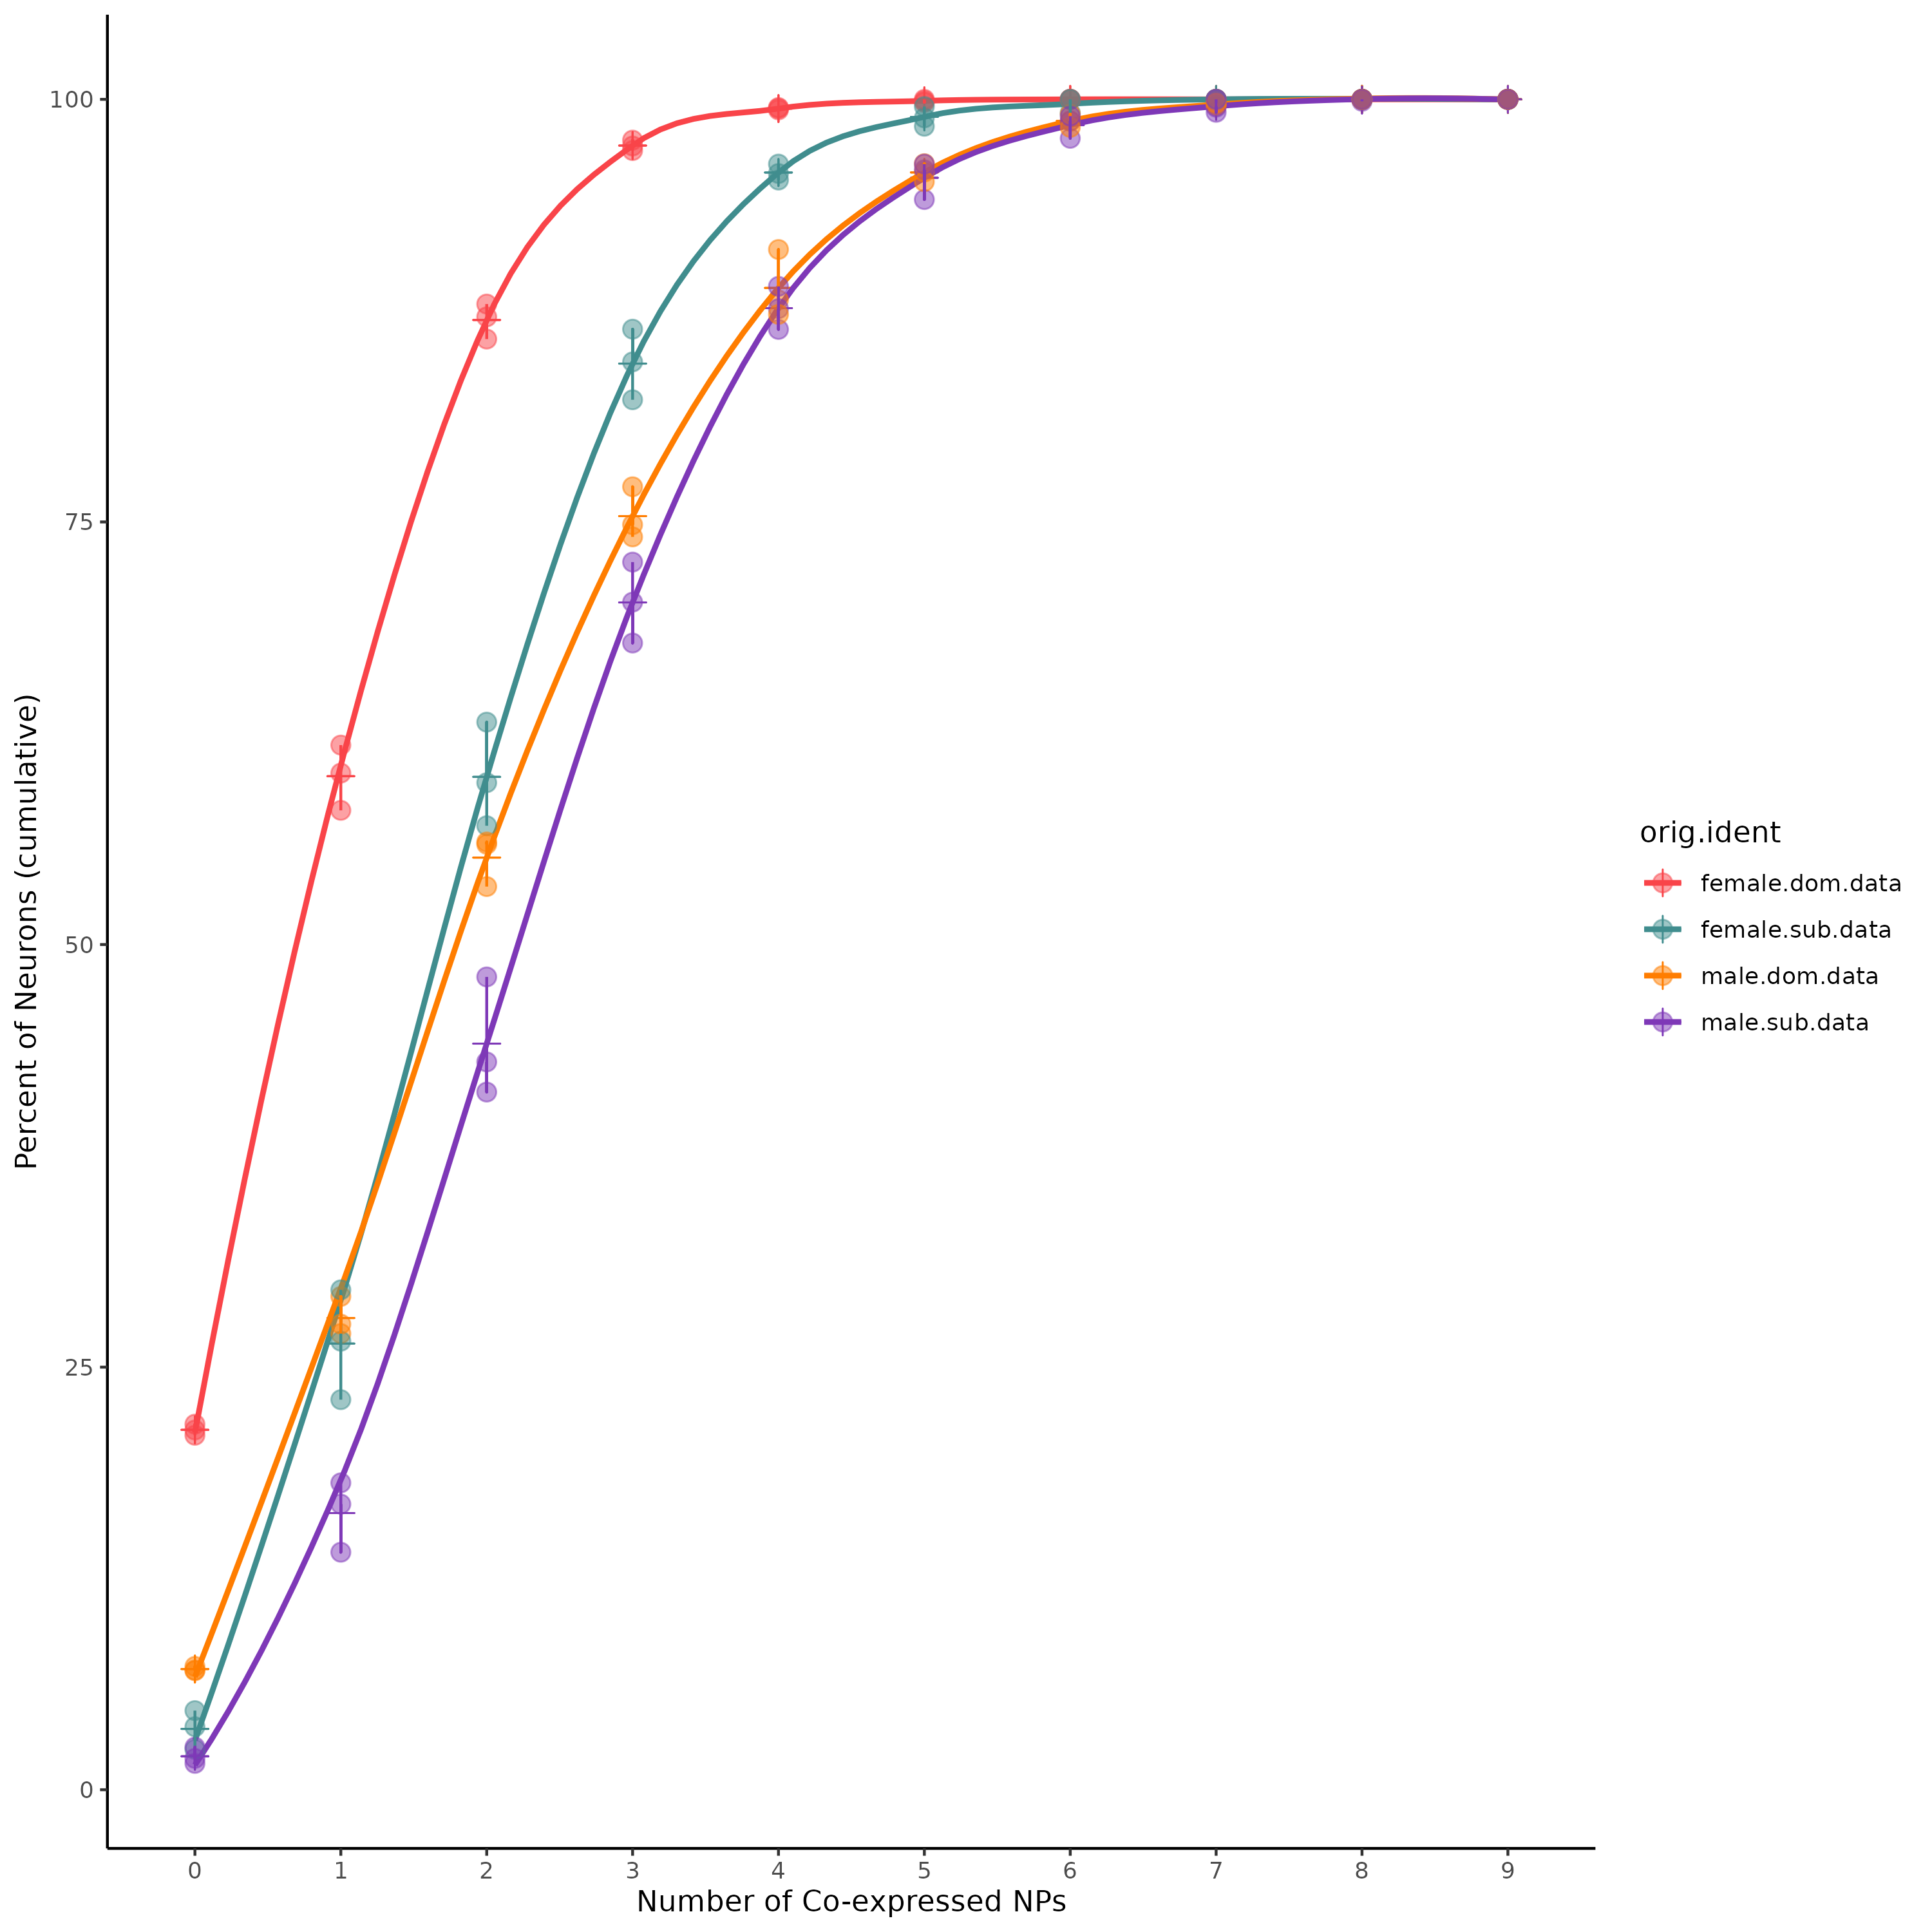 100
75
50
25
0
Percent of Neurons (cumulative)
0 1 2 3 4 5 6 7 8 9
Number of Co-expressed NPs
orig.ident
female.dom.data
female.sub.data
male.dom.data
male.sub.data